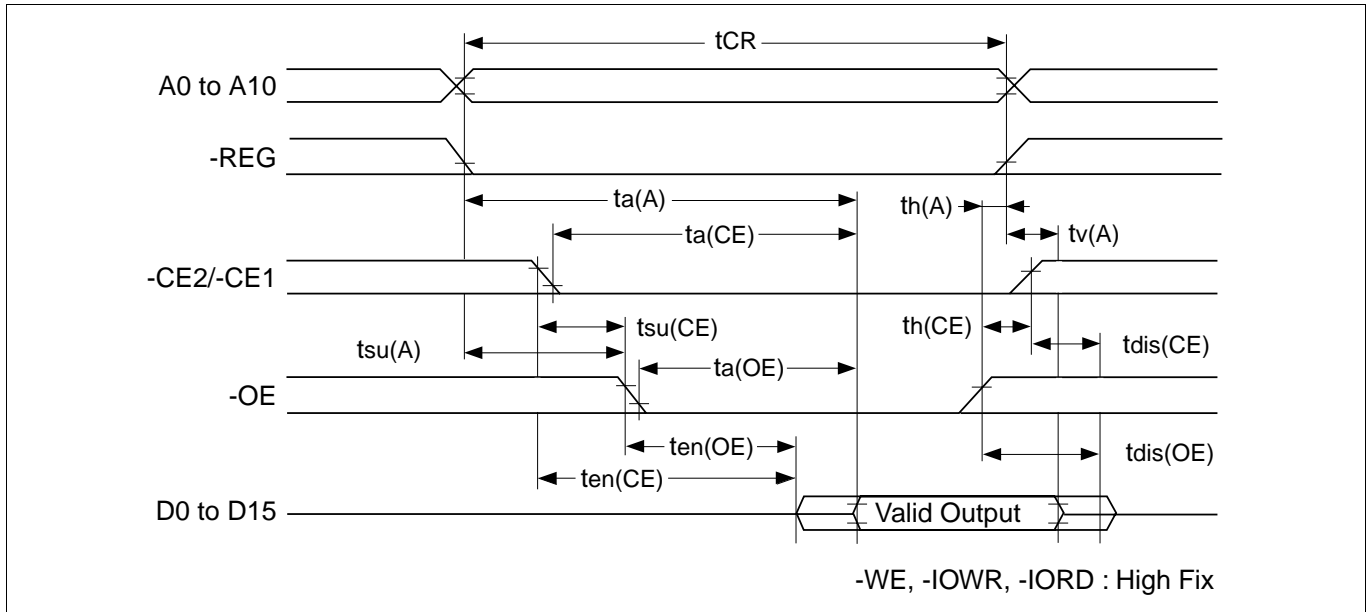 tCR
A0 to A10
-REG
ta(A)
th(A)
ta(CE)
tv(A)
-CE2/-CE1
tsu(CE)
th(CE)
tsu(A)
tdis(CE)
ta(OE)
-OE
ten(OE)
tdis(OE)
ten(CE)
D0 to D15
Valid Output
-WE, -IOWR, -IORD : High Fix